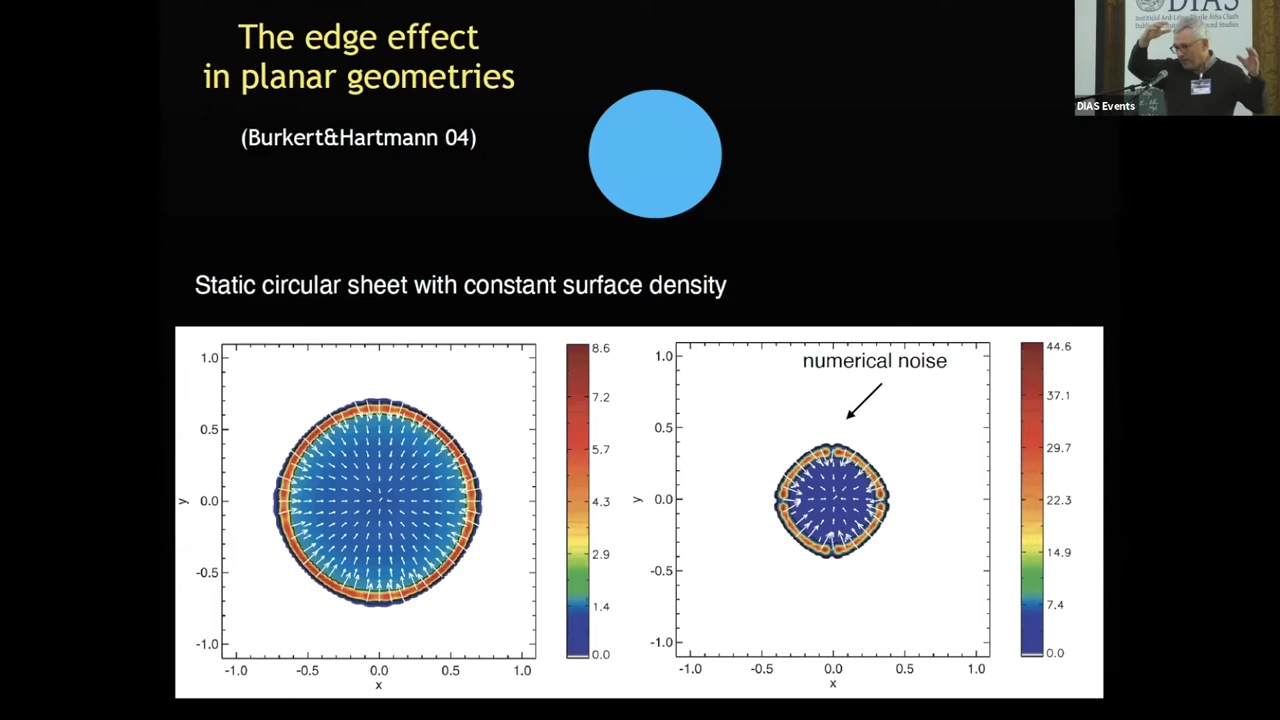 The edge effect
in planar geometries
(Burkert&Hartmann 04)
DIAS
DIAS Events
Static circular sheet with constant surface density
1.0
0.5
0.0
-0.5
-1.0
y
-1.0 -0.5 0.0 0.5 1.0
x
8.6
7.2
5.7
4.3
2.9
1.4
0.0
numerical noise
1.0
0.5
0.0
-0.5
-1.0
y
-1.0 -0.5 0.0 0.5 1.0
x
44.6
37.1
29.7
22.3
14.9
7.4
0.0